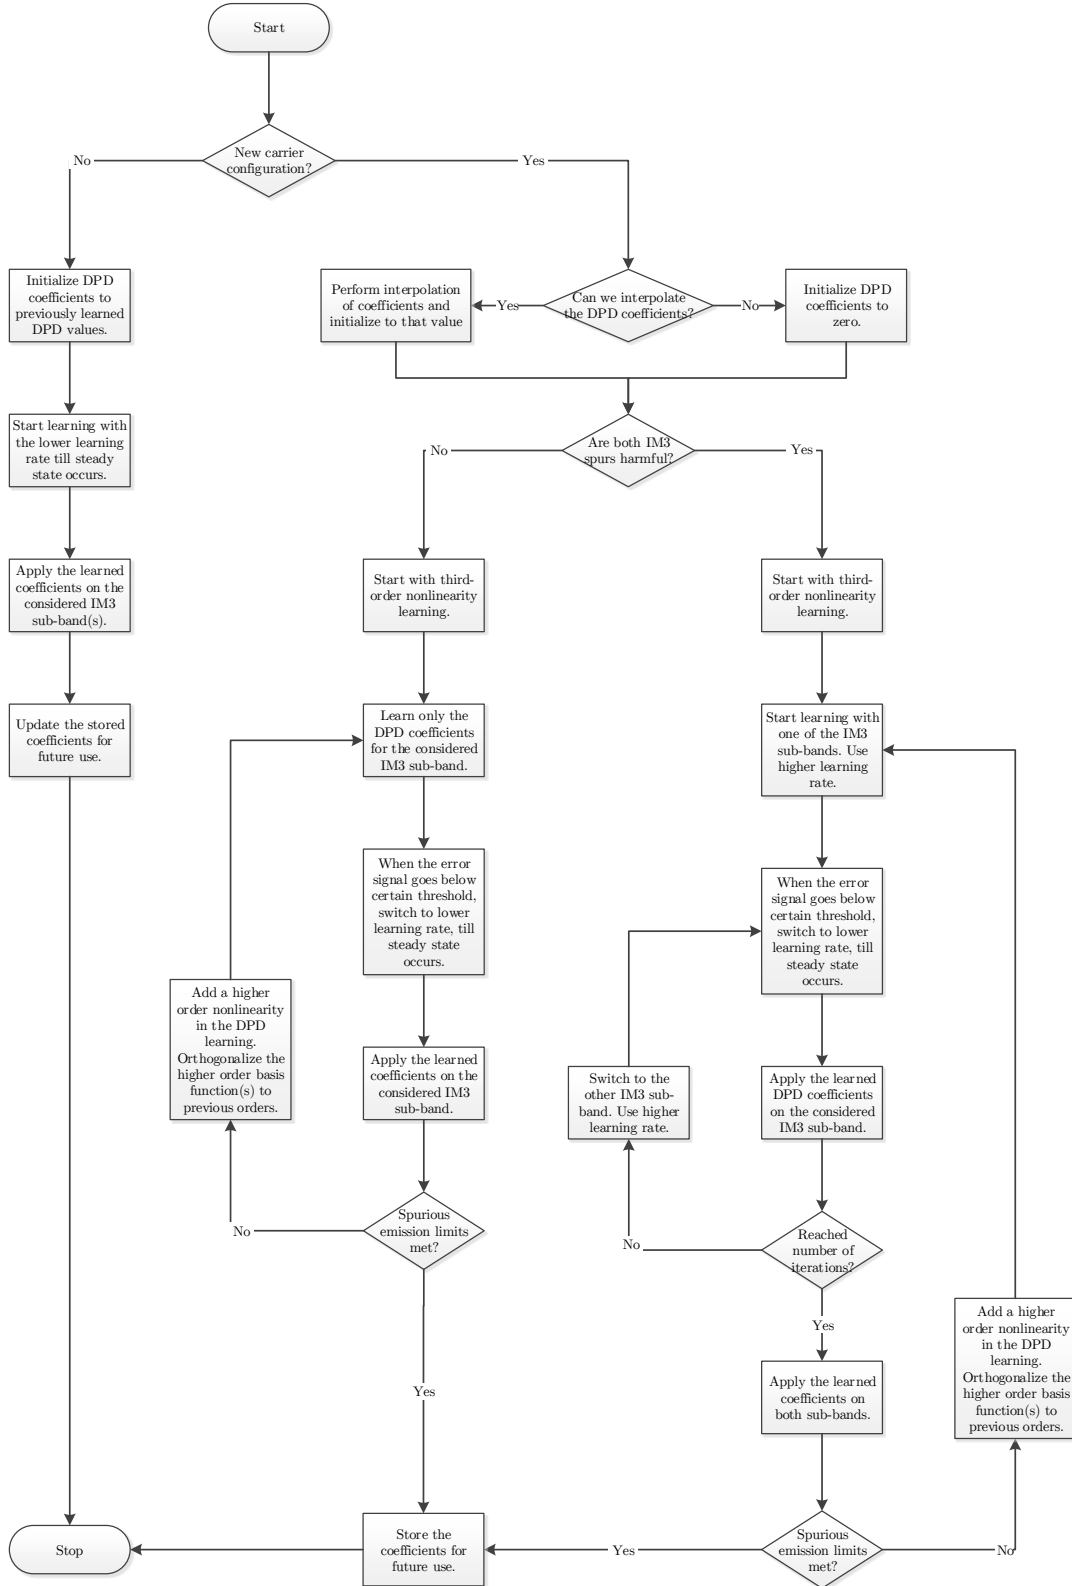 Start
New carrier
configuration?
No
Yes
Initialize DPD
coefficients to
previously learned
DPD values.
Perform interpolation
of coefficients and
initialize to that value
Yes
Can we interpolate
the DPD coefficients?
No
Initialize DPD
coefficients to
zero.
Start learning with
the lower learning
rate till steady
state occurs.
No
Are both IM3
spurs harmful?
Yes
Apply the learned
coefficients on the
considered IM3
sub-band(s).
Start with third-
order nonlinearity
learning.
Start with third-
order nonlinearity
learning.
Update the stored
coefficients for
future use.
Learn only the
DPD coefficients
for the considered
IM3 sub-band.
Start learning with
one of the IM3
sub-bands. Use
higher learning
rate.
When the error
signal goes below
certain threshold,
switch to lower
learning rate, till
steady state
occurs.
When the error
signal goes below
certain threshold,
switch to lower
learning rate, till
steady state
occurs.
Add a higher
order nonlinearity
in the DPD
learning.
Orthogonalize the
higher order basis
function(s) to
previous orders.
Apply the learned
coefficients on the
considered IM3
sub-band.
Switch to the
other IM3 sub-
band. Use higher
learning rate.
Apply the learned
DPD coefficients
on the considered
IM3 sub-band.
No
Spurious
emission limits
met?
No
Reached
number of
iterations?
Yes
Add a higher
order nonlinearity
in the DPD
learning.
Orthogonalize the
higher order basis
function(s) to
previous orders.
Yes
Apply the learned
coefficients on
both sub-bands.
Stop
Store the
coefficients for
future use.
Yes
Spurious
emission limits
met?
No